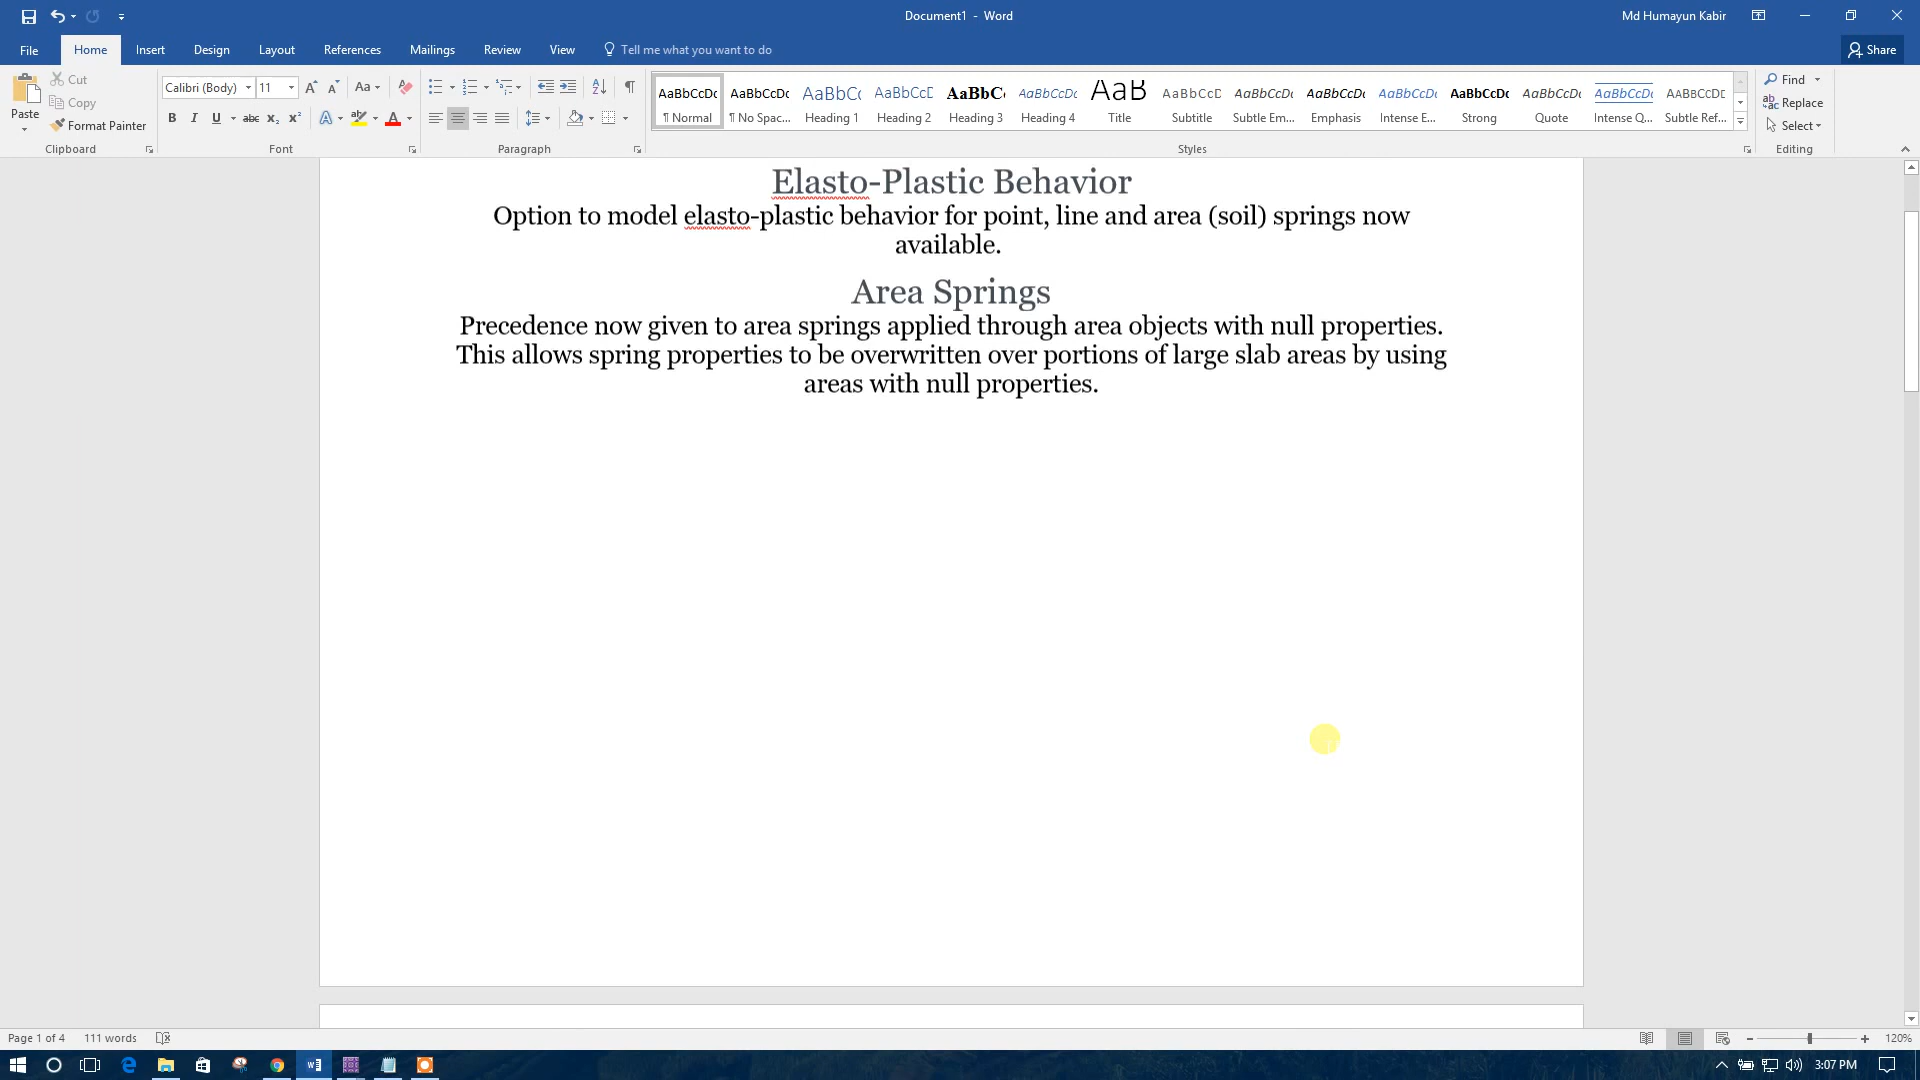 Document1 - Word
Md Humayun Kabir
File Home Insert Design Layout References Mailings Review View Tell me what you want to do
Share
Paste
Cut
Copy
Format Painter
Clipboard
Calibri (Body) 11
Font
Paragraph
AaBbCcDc AaBbCcDc AaBbC( AaBbCcD AaBbC AaBbCcDc AaB AaBbCcD AaBbCcDc AaBbCcDc AaBbCcDc AaBbCcDc AaBbCcDc AaBbCcDc AABBCCDE
¶ Normal ¶ No Spac... Heading 1 Heading 2 Heading 3 Heading 4 Title Subtitle Subtle Em... Emphasis Intense E... Strong Quote Intense Q... Subtle Ref...
Styles
Find
Replace
Select
Editing
Elasto-Plastic Behavior
Option to model elasto-plastic behavior for point, line and area (soil) springs now
available.
Area Springs
Precedence now given to area springs applied through area objects with null properties.
This allows spring properties to be overwritten over portions of large slab areas by using
areas with null properties.
Page 1 of 4 111 words
120%
3:07 PM